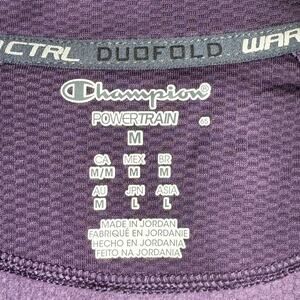 CTRL DUOFOLD WAR
Champion
POWERTRAIN
M
CA MEX BR
M/M M M
AU JPN ASIA
M L L
MADE IN JORDAN
FABRIQUÉ EN JORDANIE
HECHO EN JORDANIA
FEITO NA JORDANIA